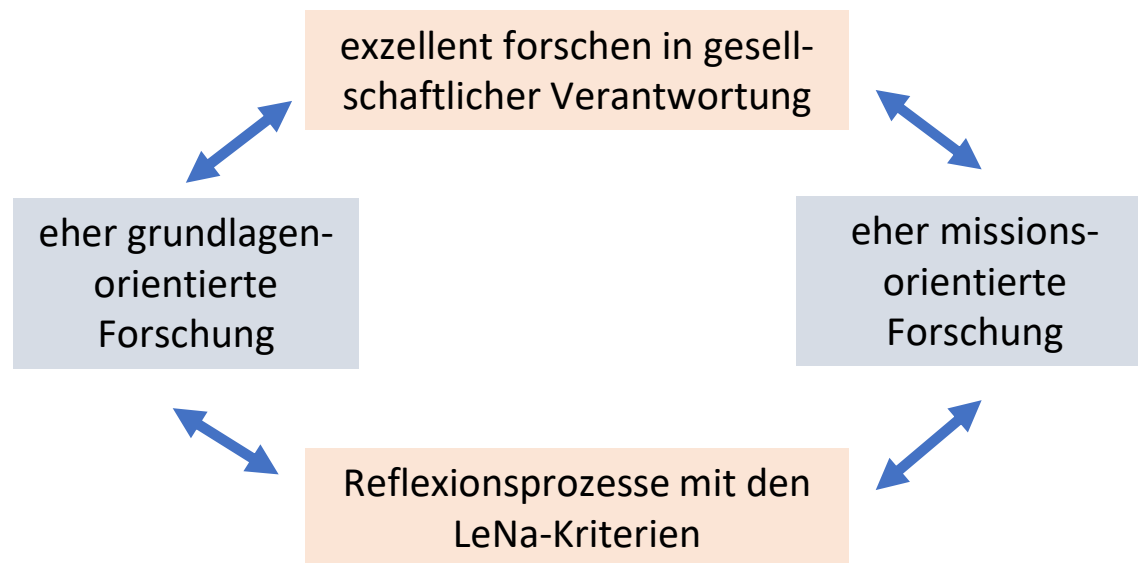 exzellent forschen in gesell-
schaftlicher Verantwortung
eher grundlagen-
orientierte
Forschung
eher missions-
orientierte
Forschung
Reflexionsprozesse mit den
LeNa-Kriterien